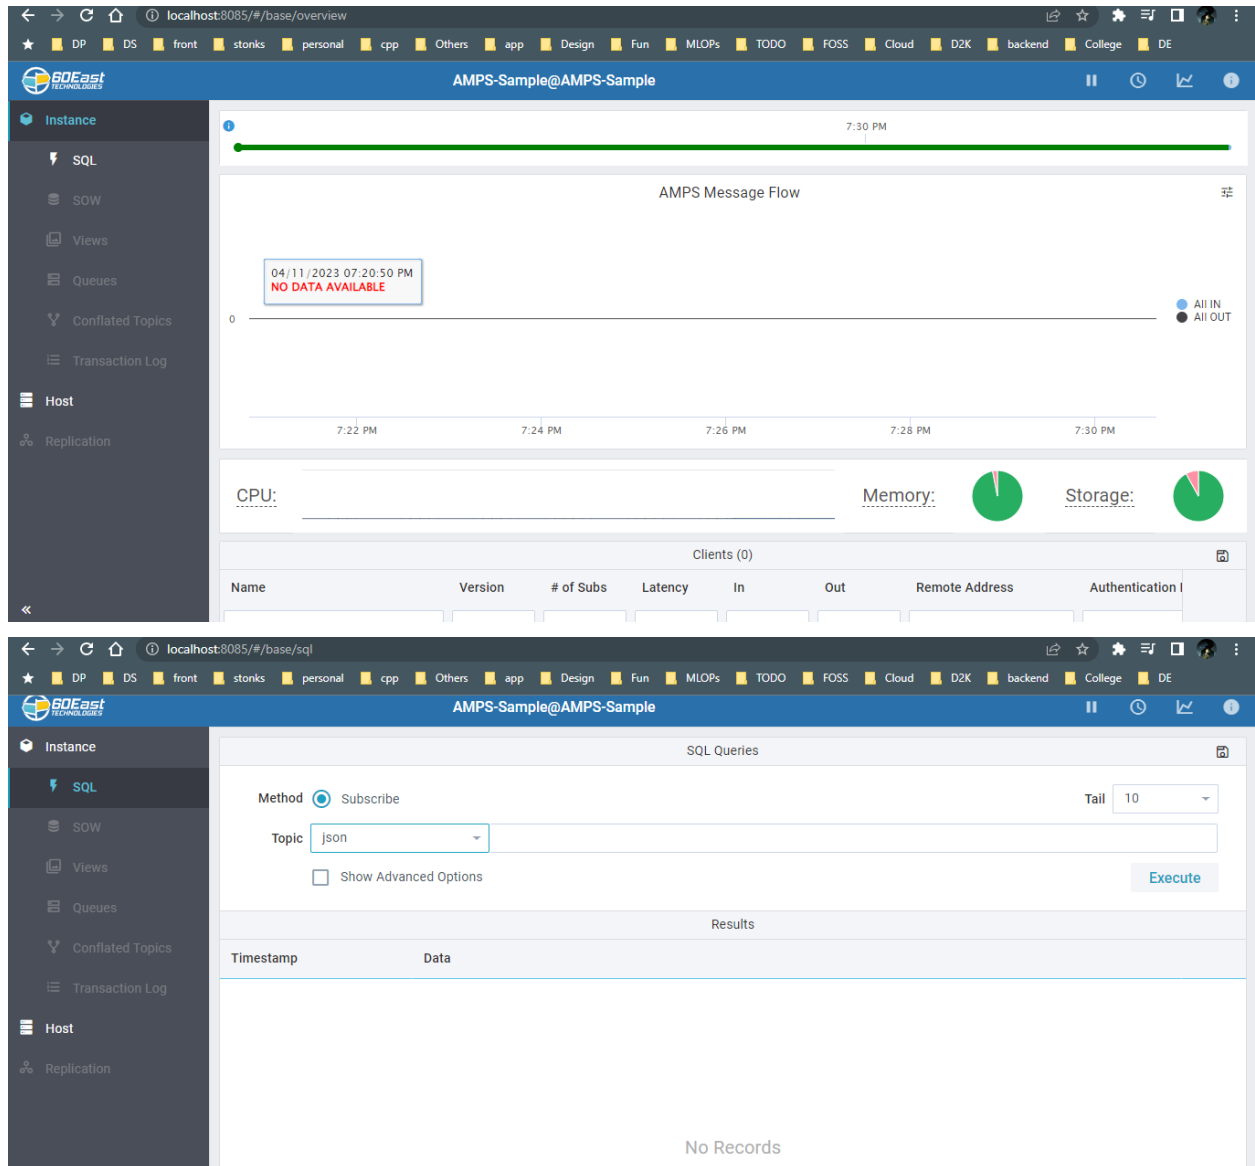 localhost:8085/#/base/overview
DP DS front stonks personal cpp Others app Design Fun MLOPs TODO FOSS Cloud D2K backend College DE
60East TECHNOLOGIES AMPS-Sample@AMPS-Sample
Instance
SQL
SOW
Views
Queues
Conflated Topics
Transaction Log
Host
Replication
7:30 PM
AMPS Message Flow
04/11/2023 07:20:50 PM
NO DATA AVAILABLE
0
All IN
All OUT
7:22 PM 7:24 PM 7:26 PM 7:28 PM 7:30 PM
CPU: Memory: Storage:
Clients (0)
Name Version # of Subs Latency In Out Remote Address Authentication I
localhost:8085/#/base/sql
DP DS front stonks personal cpp Others app Design Fun MLOPs TODO FOSS Cloud D2K backend College DE
60East TECHNOLOGIES AMPS-Sample@AMPS-Sample
Instance
SQL
SOW
Views
Queues
Conflated Topics
Transaction Log
Host
Replication
SQL Queries
Method Subscribe Tail 10
Topic json
Show Advanced Options Execute
Results
Timestamp Data
No Records